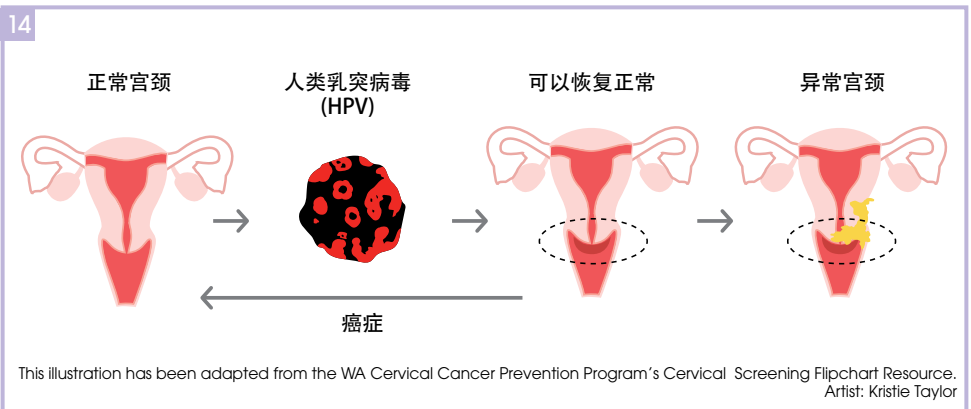 14
正常宫颈
人类乳突病毒
(HPV)
可以恢复正常
异常宫颈
癌症
This illustration has been adapted from the WA Cervical Cancer Prevention Program’s Cervical Screening Flipchart Resource.
Artist: Kristie Taylor